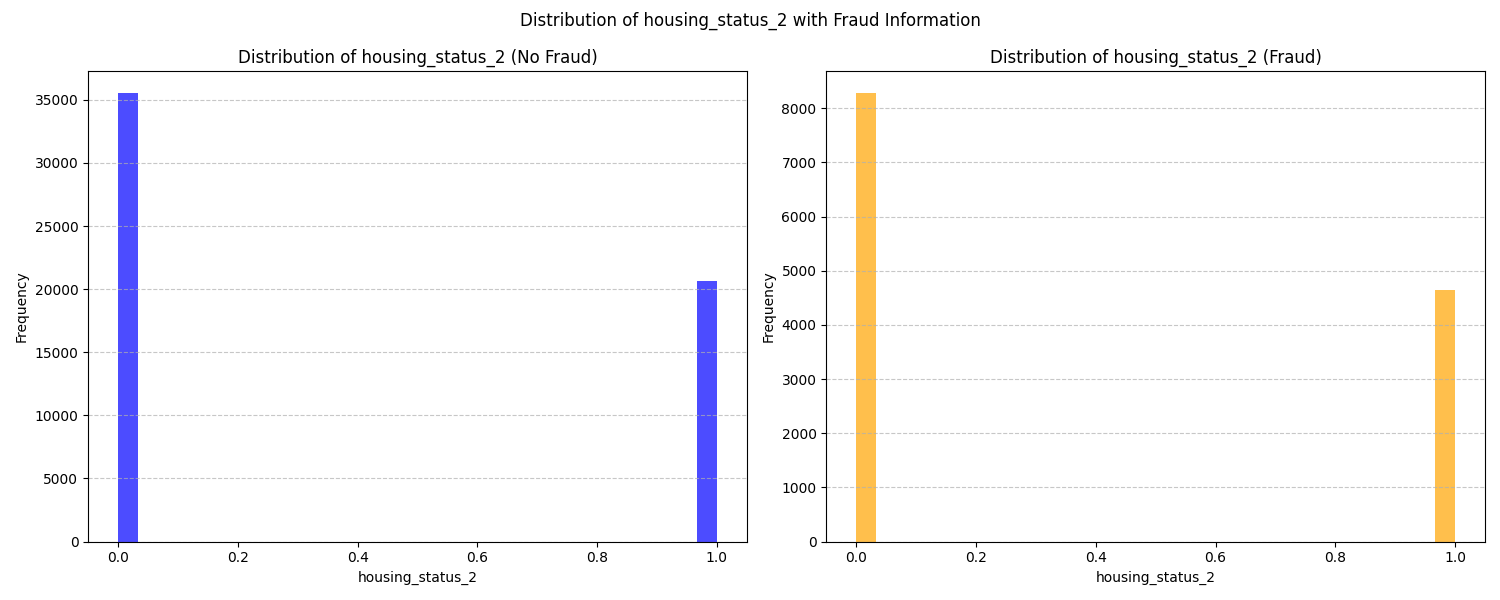 Distribution of housing_status_2 with Fraud Information
Distribution of housing_status_2 (No Fraud)
35000
30000
25000
20000
15000
10000
5000
0
Frequency
0.0 0.2 0.4 0.6 0.8 1.0
housing_status_2
Distribution of housing_status_2 (Fraud)
8000
7000
6000
5000
4000
3000
2000
1000
0
Frequency
0.0 0.2 0.4 0.6 0.8 1.0
housing_status_2